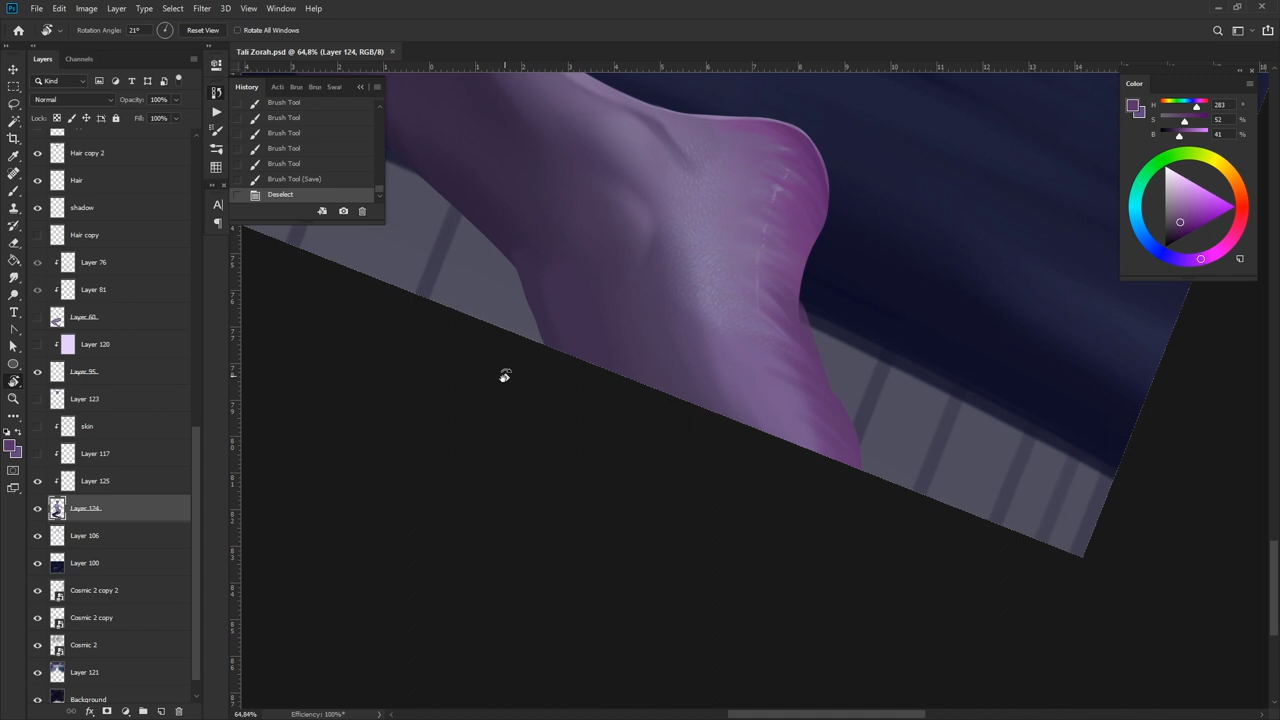 Ps File Edit Image Layer Type Select Filter 3D View Window Help
Rotation Angle: 21° Reset View Rotate All Windows
Tali Zorah.psd @ 64,8% (Layer 124, RGB/8) ×
Layers Channels
Kind
Normal Opacity: 100%
Lock: Fill: 100%
Hair copy 2
Hair
shadow
Hair copy
Layer 76
Layer 81
Layer 60
Layer 120
Layer 95
Layer 123
skin
Layer 117
Layer 125
Layer 124
Layer 106
Layer 100
Cosmic 2 copy 2
Cosmic 2 copy
Cosmic 2
Layer 121
Background
History Acti Bru Bru Swa
Brush Tool
Brush Tool
Brush Tool
Brush Tool
Brush Tool
Brush Tool (Save)
Deselect
Color
H 283 °
S 52 %
B 41 %
64,84% Efficiency: 100%*